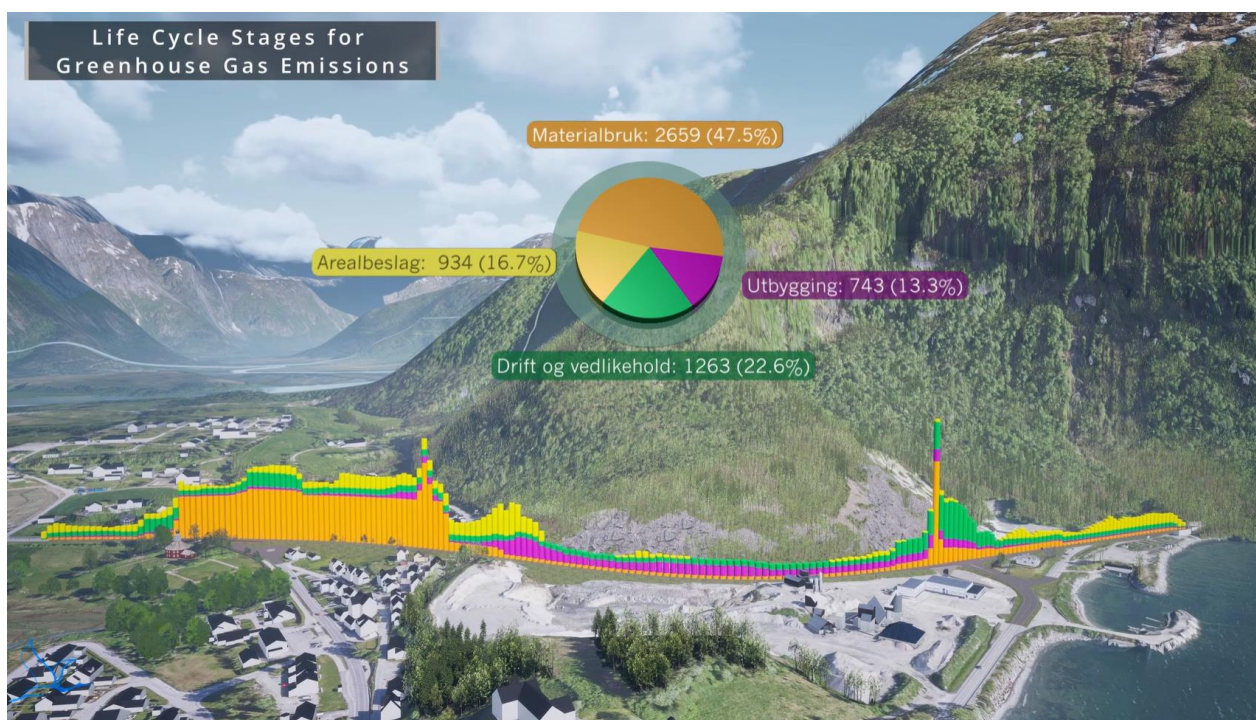 Life Cycle Stages for
Greenhouse Gas Emissions
Materialbruk: 2659 (47.5%)
Arealbeslag: 934 (16.7%)
Utbygging: 743 (13.3%)
Drift og vedlikehold: 1263 (22.6%)